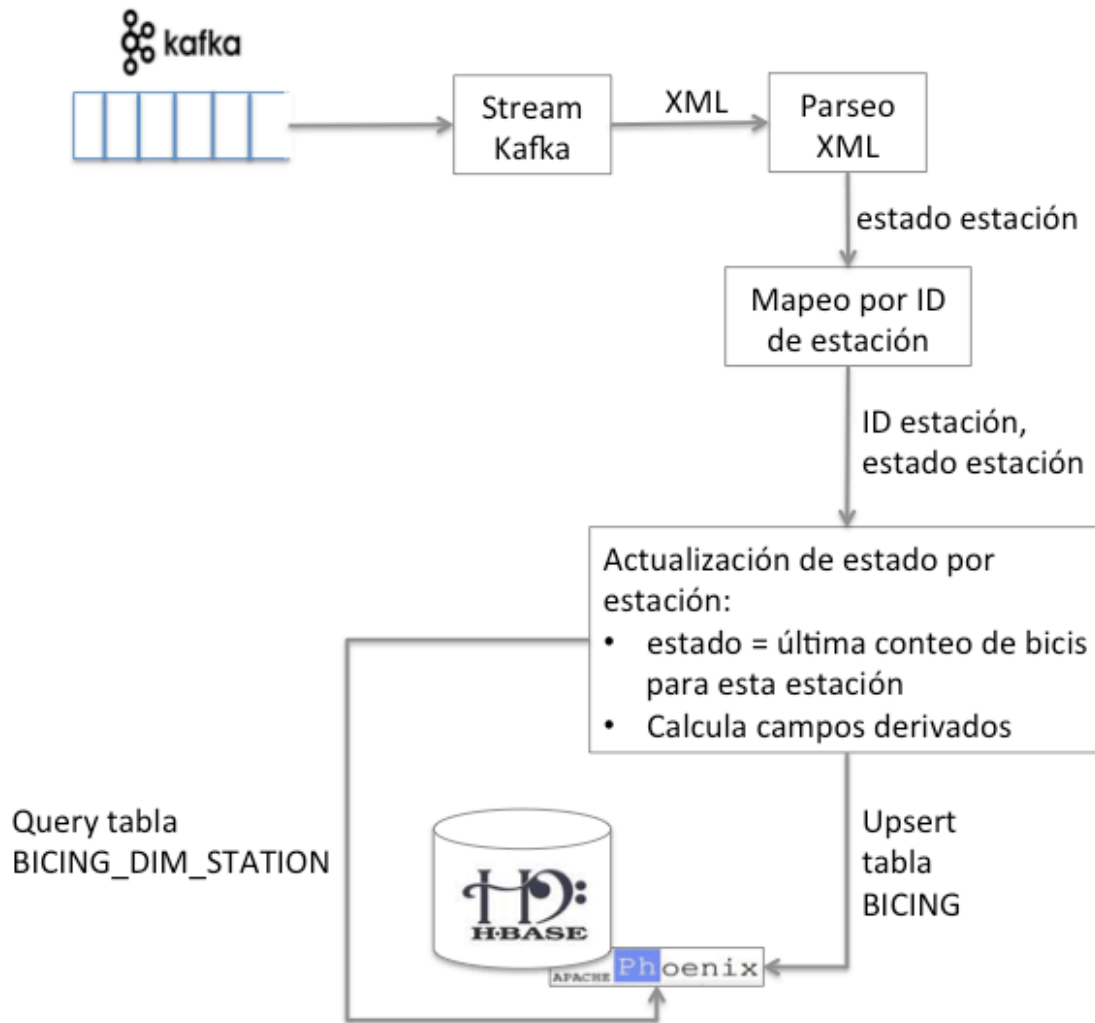 kafka
Stream
Kafka
XML
Parseo
XML
estado estación
Mapeo por ID
de estación
ID estación,
estado estación
Actualización de estado por
estación:
• estado = última conteo de bicis
para esta estación
• Calcula campos derivados
Query tabla
BICING_DIM_STATION
Upsert
tabla
BICING
H·BASE
APACHE Phoenix